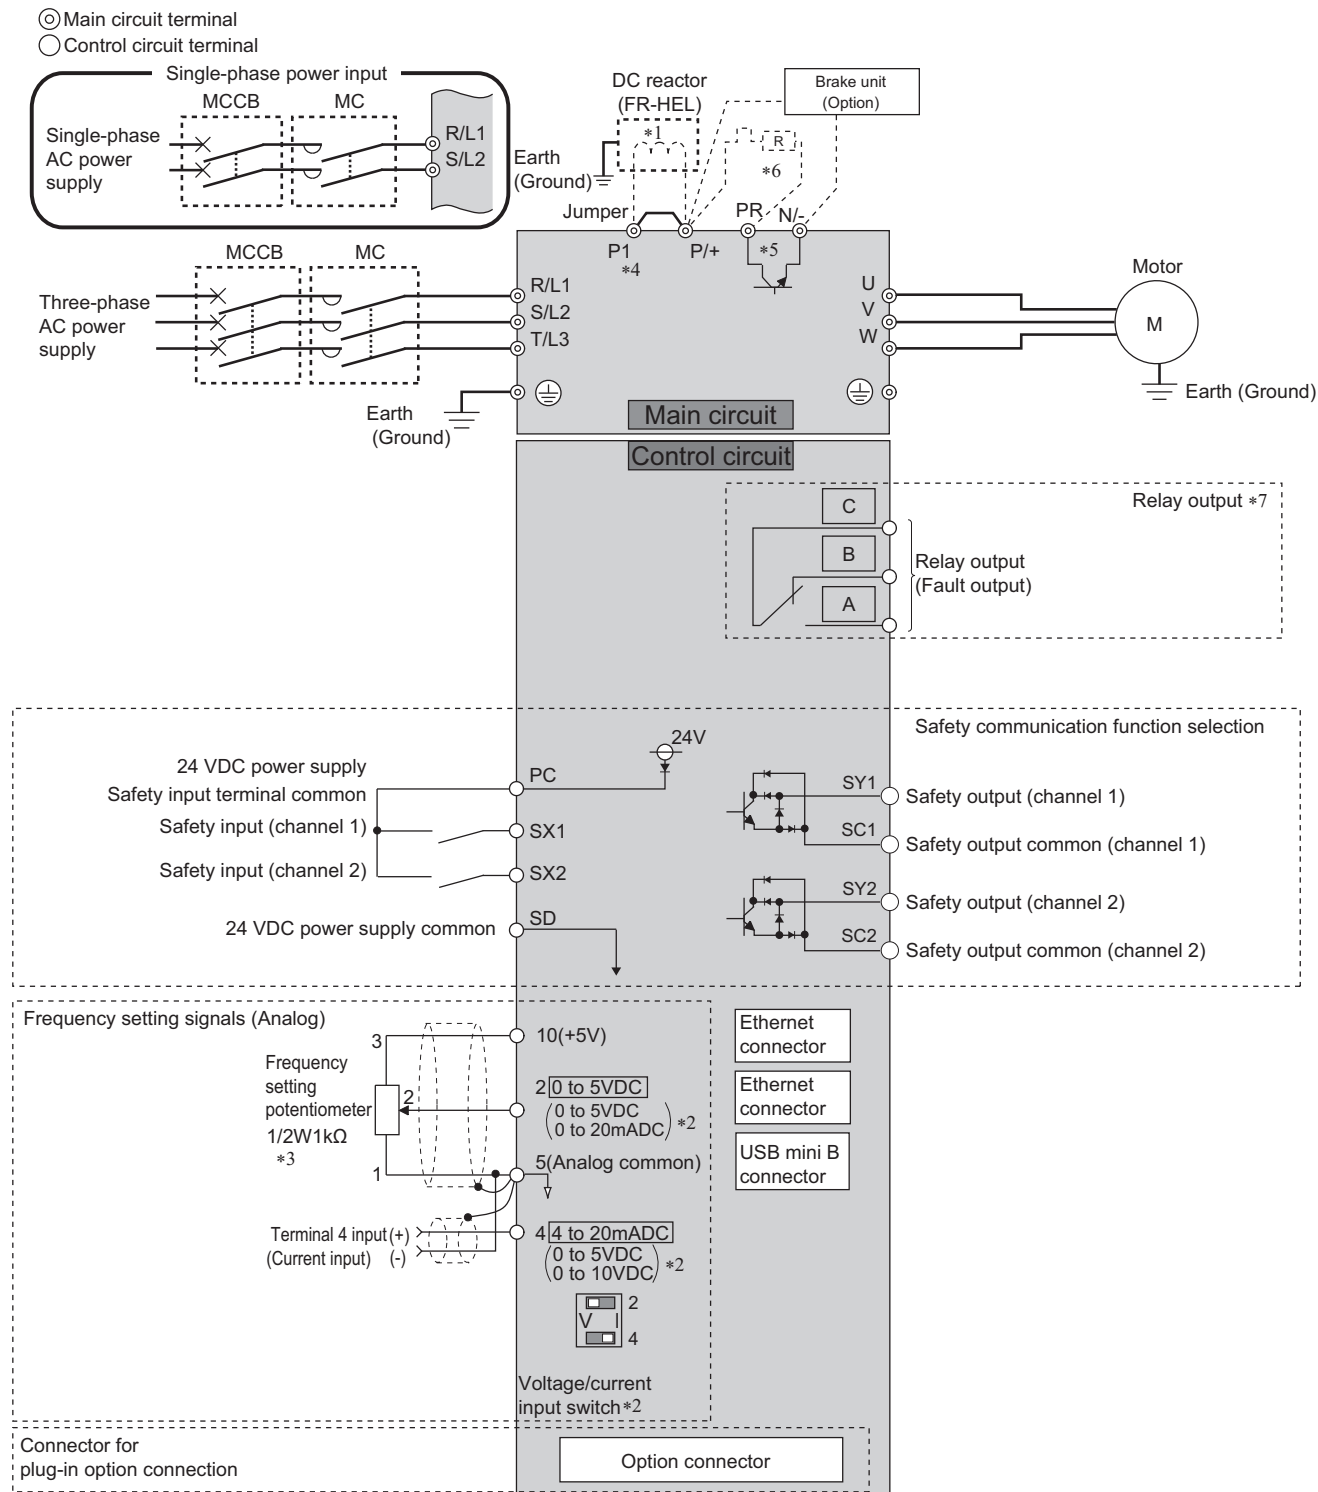 Main circuit terminal
Control circuit terminal
Single-phase power input
MCCB
MC
Single-phase
AC power
supply
R/L1
S/L2
DC reactor
(FR-HEL)
*1
Earth
(Ground)
Brake unit
(Option)
R
*6
Jumper
P1
*4
P/+
PR
*5
N/-
MCCB
MC
Three-phase
AC power
supply
R/L1
S/L2
T/L3
Earth
(Ground)
U
V
W
Motor
M
Earth (Ground)
Main circuit
Control circuit
C
B
A
Relay output *7
Relay output
(Fault output)
Safety communication function selection
24 VDC power supply
Safety input terminal common
Safety input (channel 1)
Safety input (channel 2)
24 VDC power supply common
PC
24V
SX1
SX2
SD
SY1
Safety output (channel 1)
SC1
Safety output common (channel 1)
SY2
Safety output (channel 2)
SC2
Safety output common (channel 2)
Frequency setting signals (Analog)
3
Frequency
setting
potentiometer
1/2W1kΩ
*3
2
1
10(+5V)
2 0 to 5VDC
(0 to 5VDC
0 to 20mADC) *2
5(Analog common)
Terminal 4 input (+)
(Current input) (-)
4 4 to 20mADC
(0 to 5VDC
0 to 10VDC) *2
2
V I
4
Voltage/current
input switch*2
Ethernet
connector
Ethernet
connector
USB mini B
connector
Connector for
plug-in option connection
Option connector